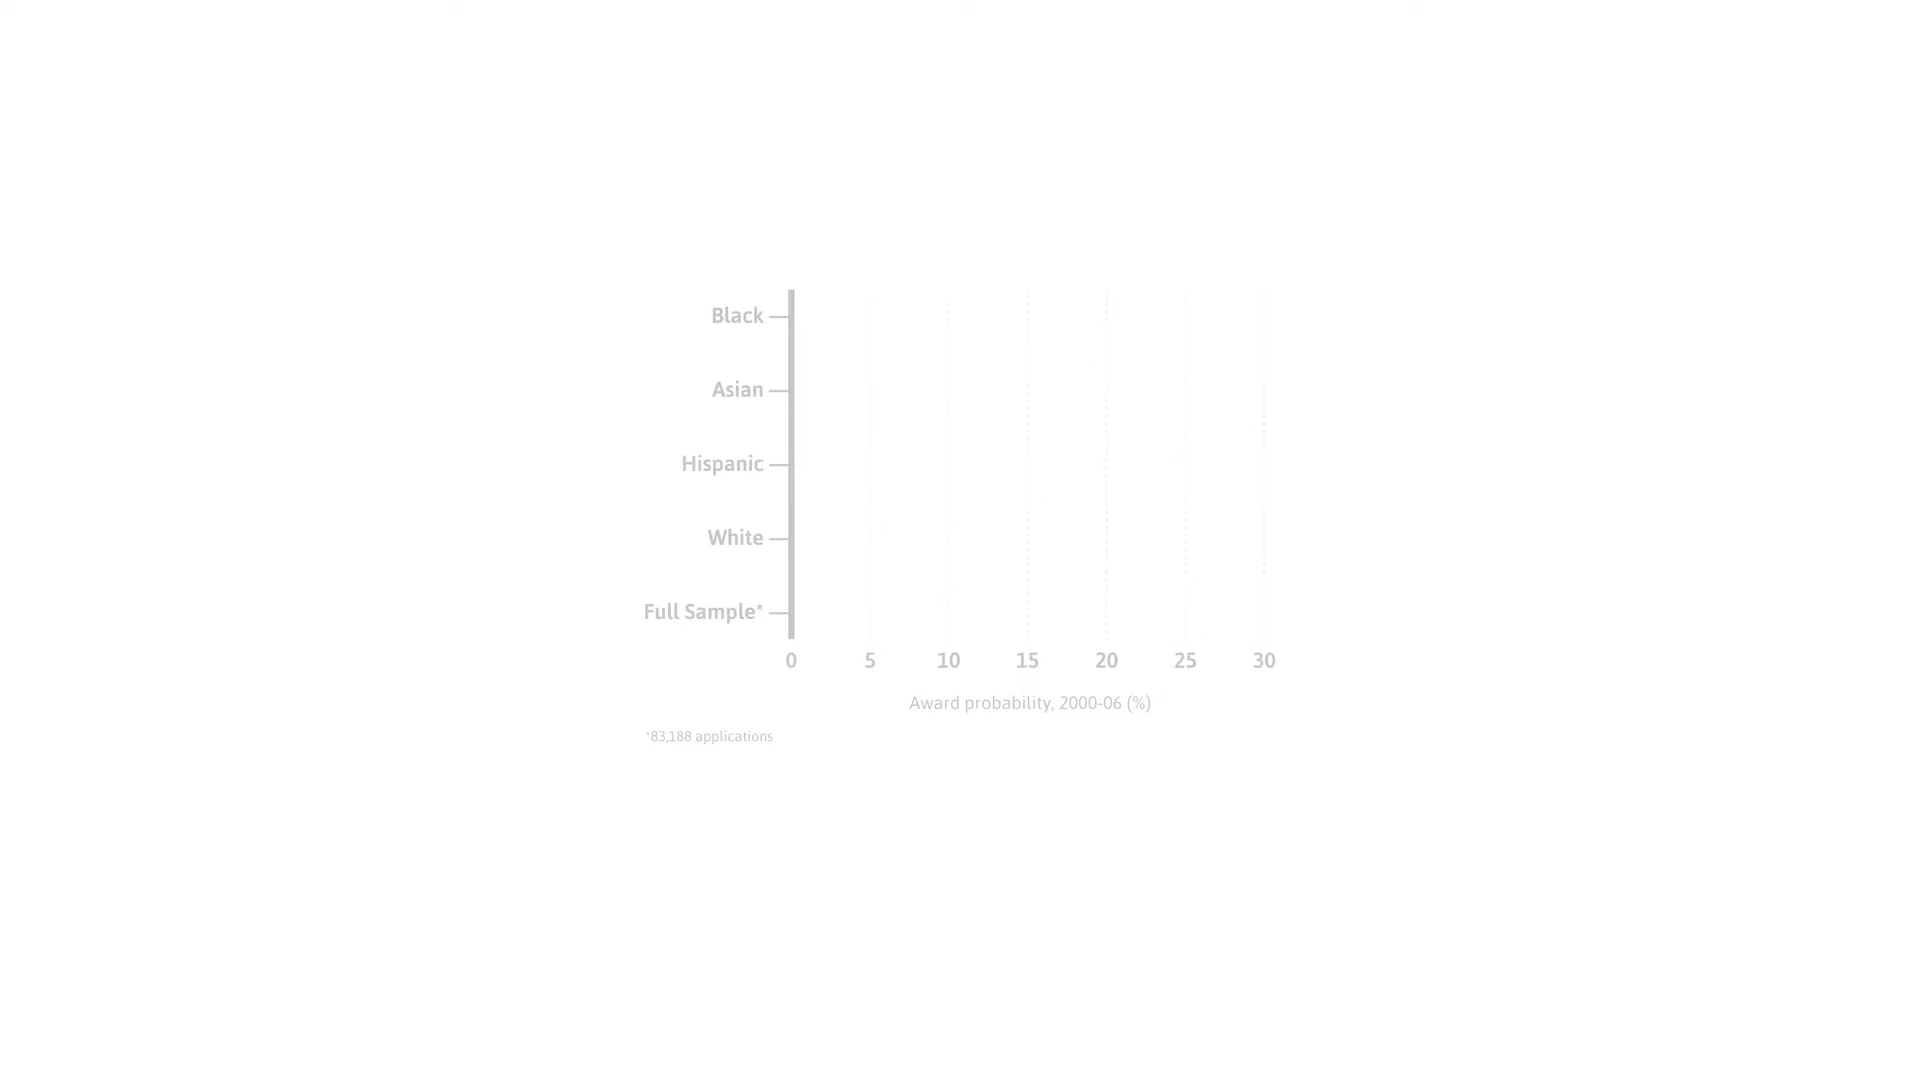 Black
Asian
Hispanic
White
Full Sample*
0 5 10 15 20 25 30
Award probability, 2000-06 (%)
*83,188 applications